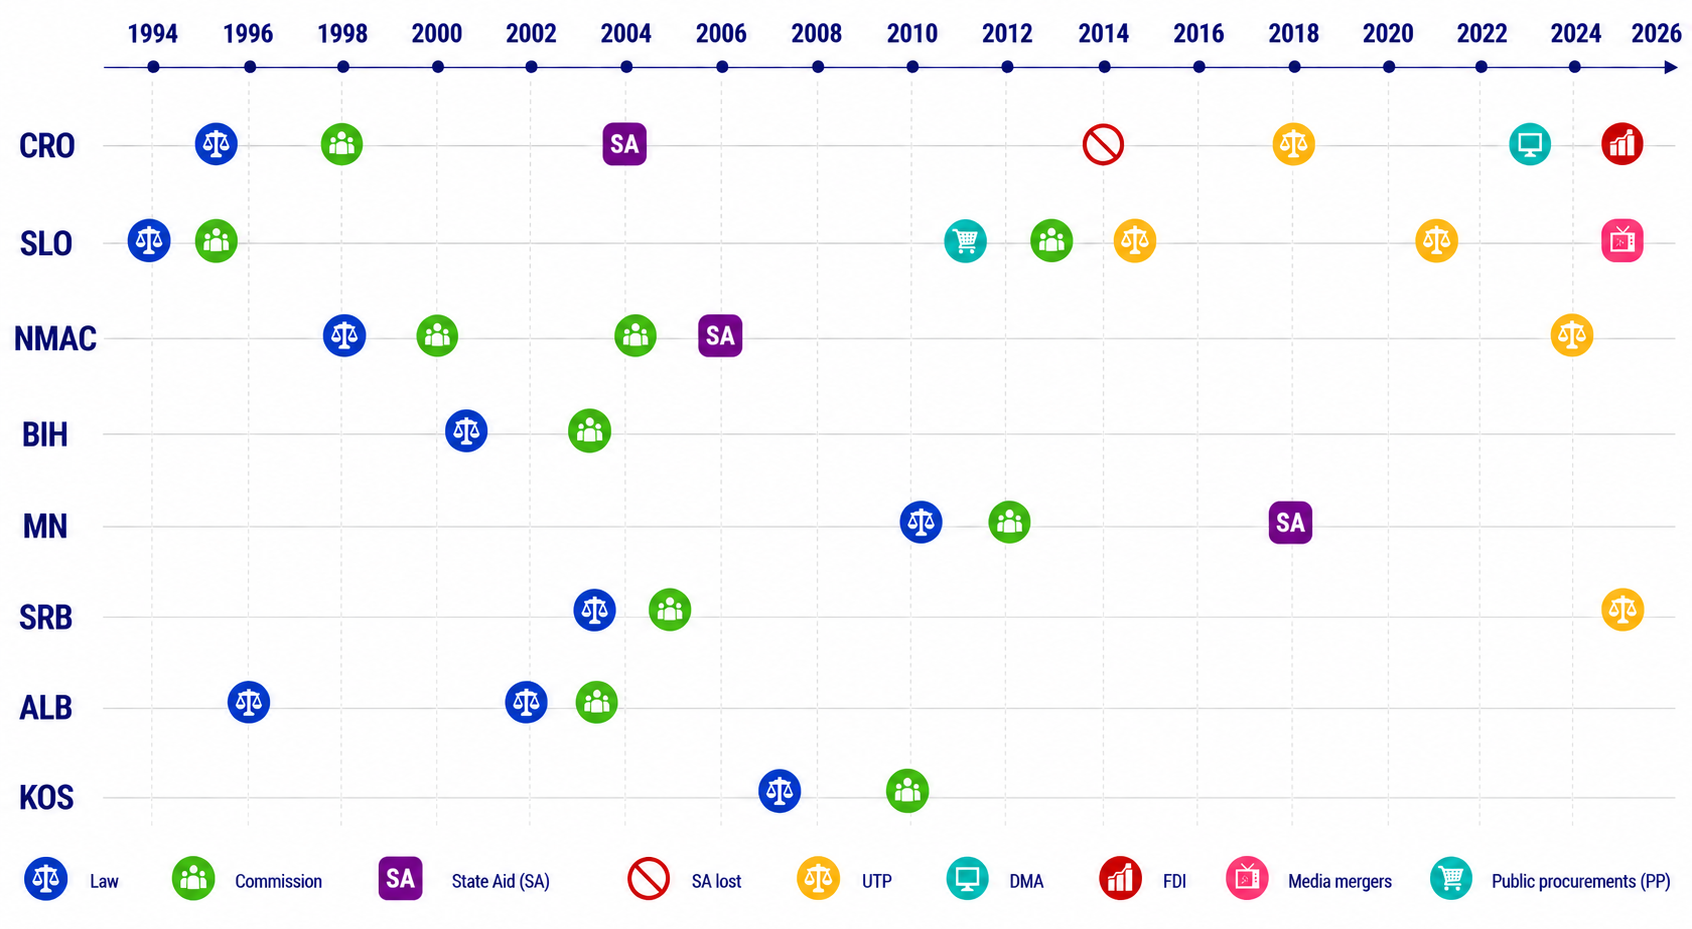 1994 1996 1998 2000 2002 2004 2006 2008 2010 2012 2014 2016 2018 2020 2022 2024 2026
CRO SA
SLO
NMAC SA
BIH
MN SA
SRB
ALB
KOS
Law Commission SA State Aid (SA) SA lost UTP DMA FDI Media mergers Public procurements (PP)